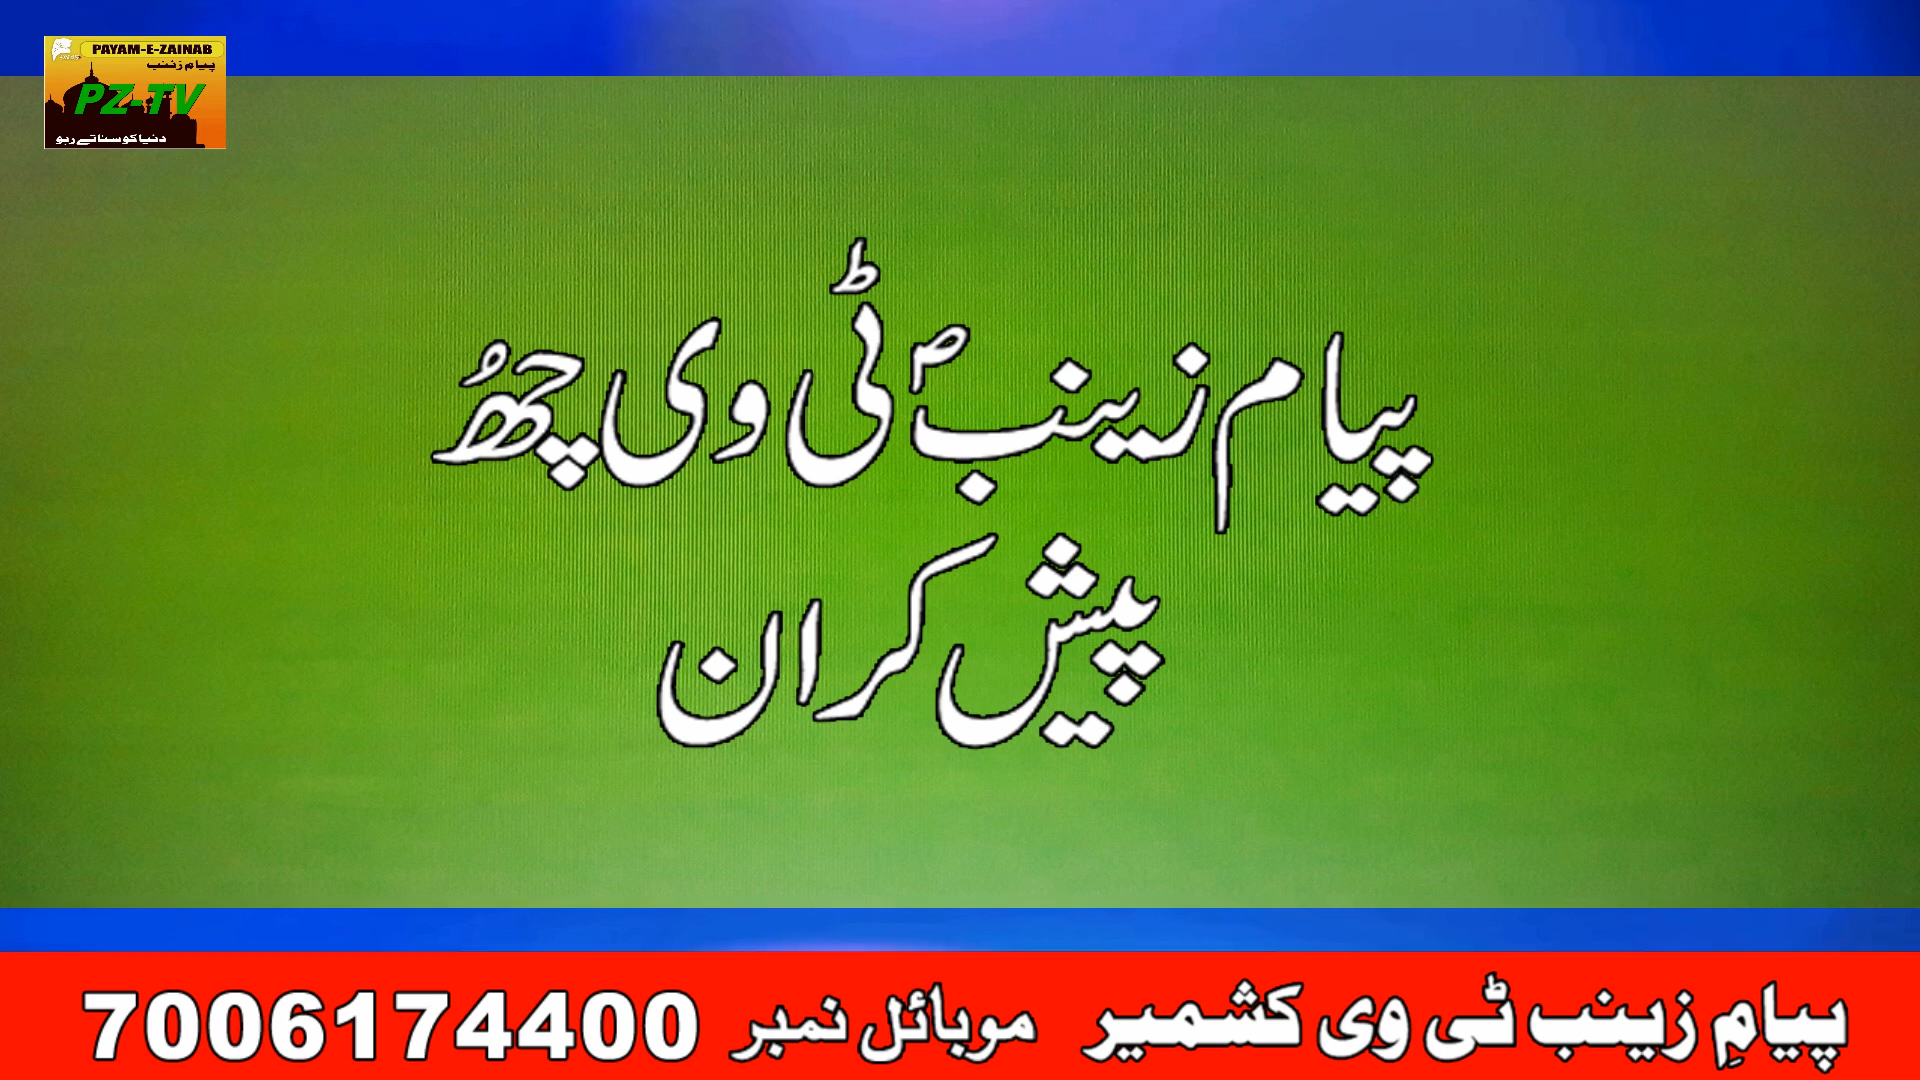 PAYAM-E-ZAINAB
پیام زینب
PZ-TV
دنیا کو سناتے رہو
پیام زینبؐ ٹی وی چھُ
پیش کران
پیامِ زینب ٹی وی کشمیر موبائل نمبر 7006174400